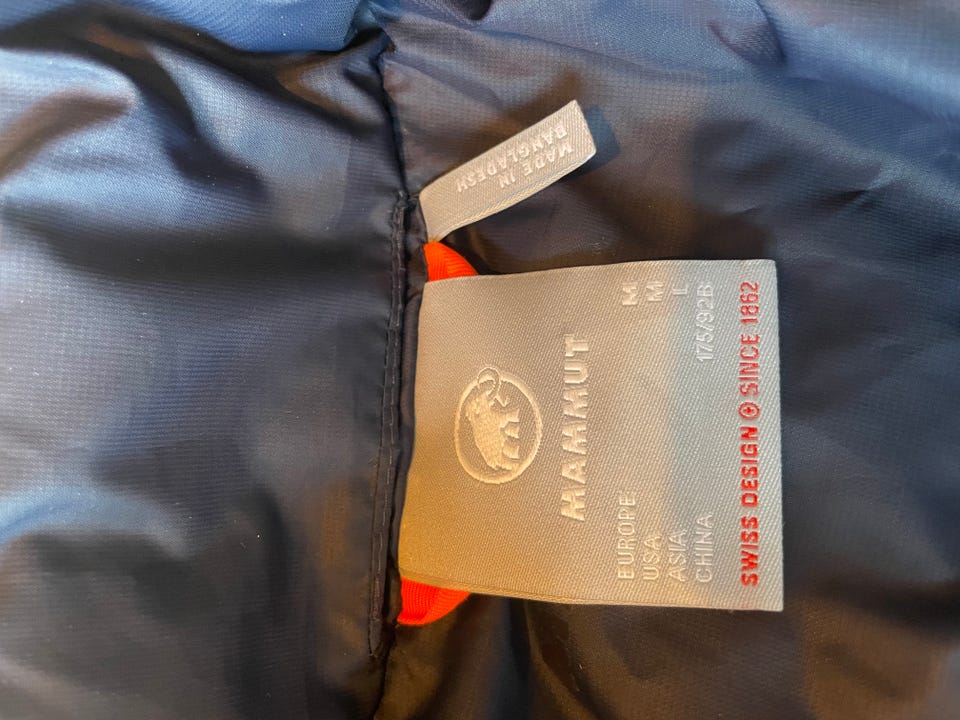 MADE IN
BANGLADESH
MAMMUT
EUROPE M
USA M
ASIA L
CHINA 175/92B
SWISS DESIGN + SINCE 1862